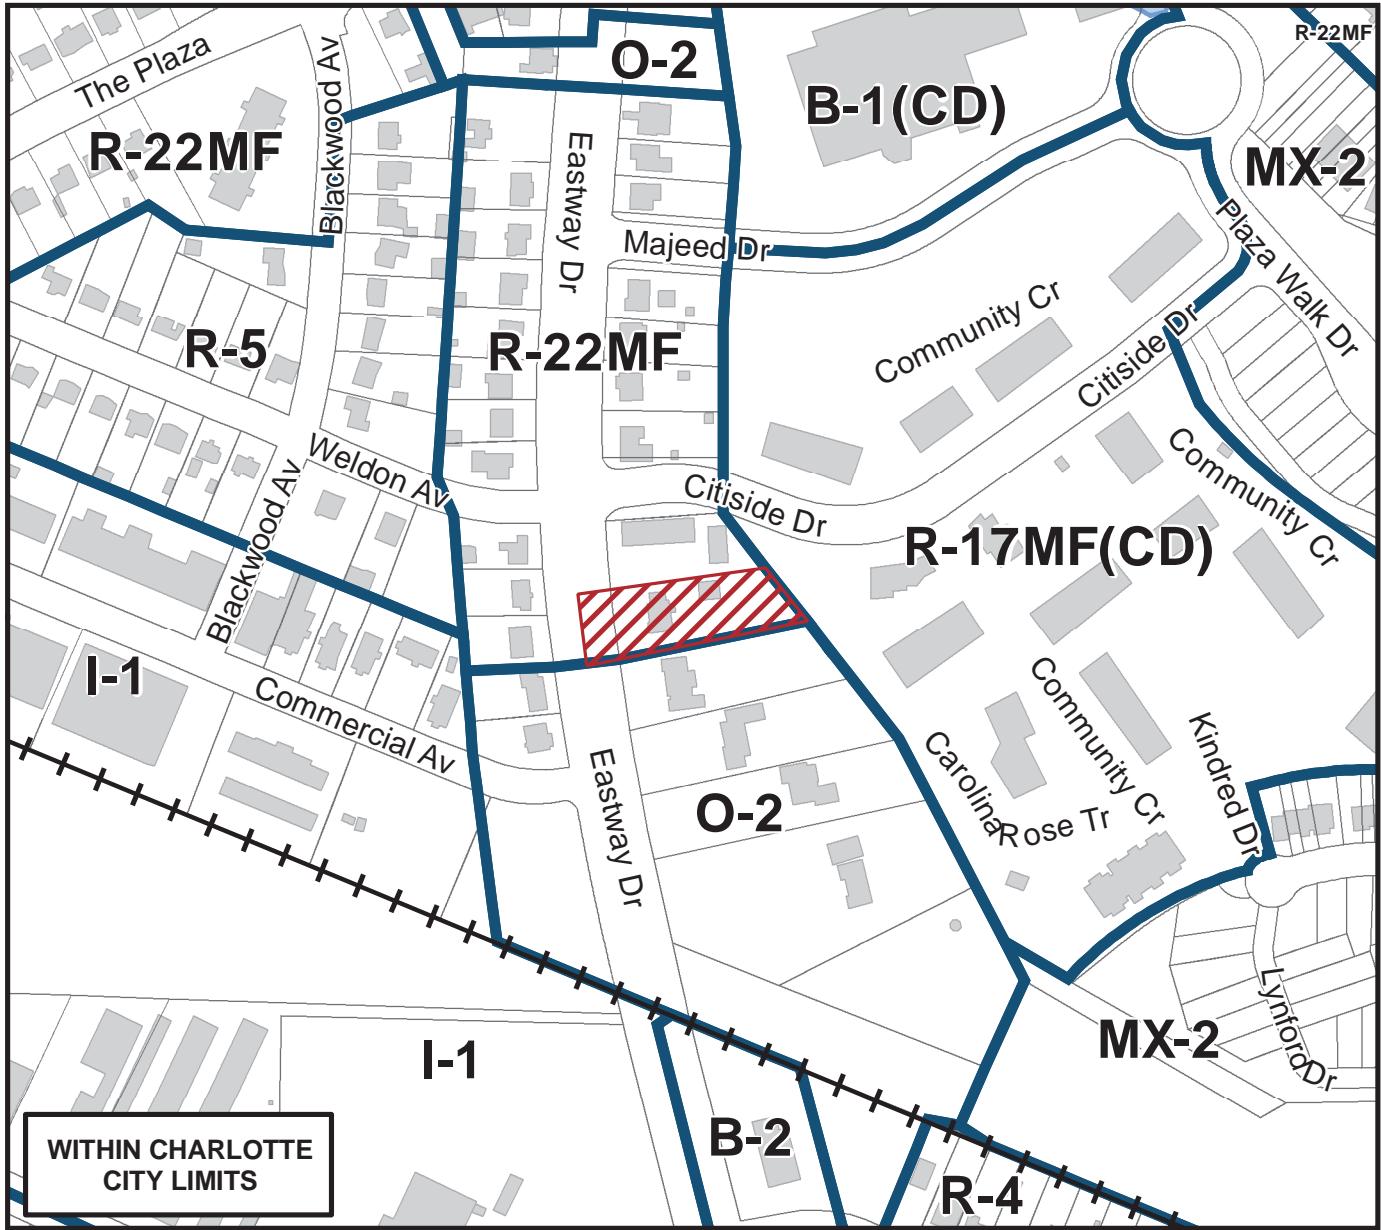 R-22MF
O-2
The Plaza
B-1(CD)
Blackwood Av
R-22MF
Eastway Dr
MX-2
Majeed Dr
Plaza Walk Dr
Community Cr
R-5
R-22MF
Citiside Dr
Weldon Av
Community Cr
Citiside Dr
Blackwood Av
R-17MF(CD)
I-1
Commercial Av
Community Cr
Kindred Dr
Eastway Dr
O-2
Carolina
Rose Tr
Lynford Dr
MX-2
I-1
B-2
R-4
WITHIN CHARLOTTE
CITY LIMITS